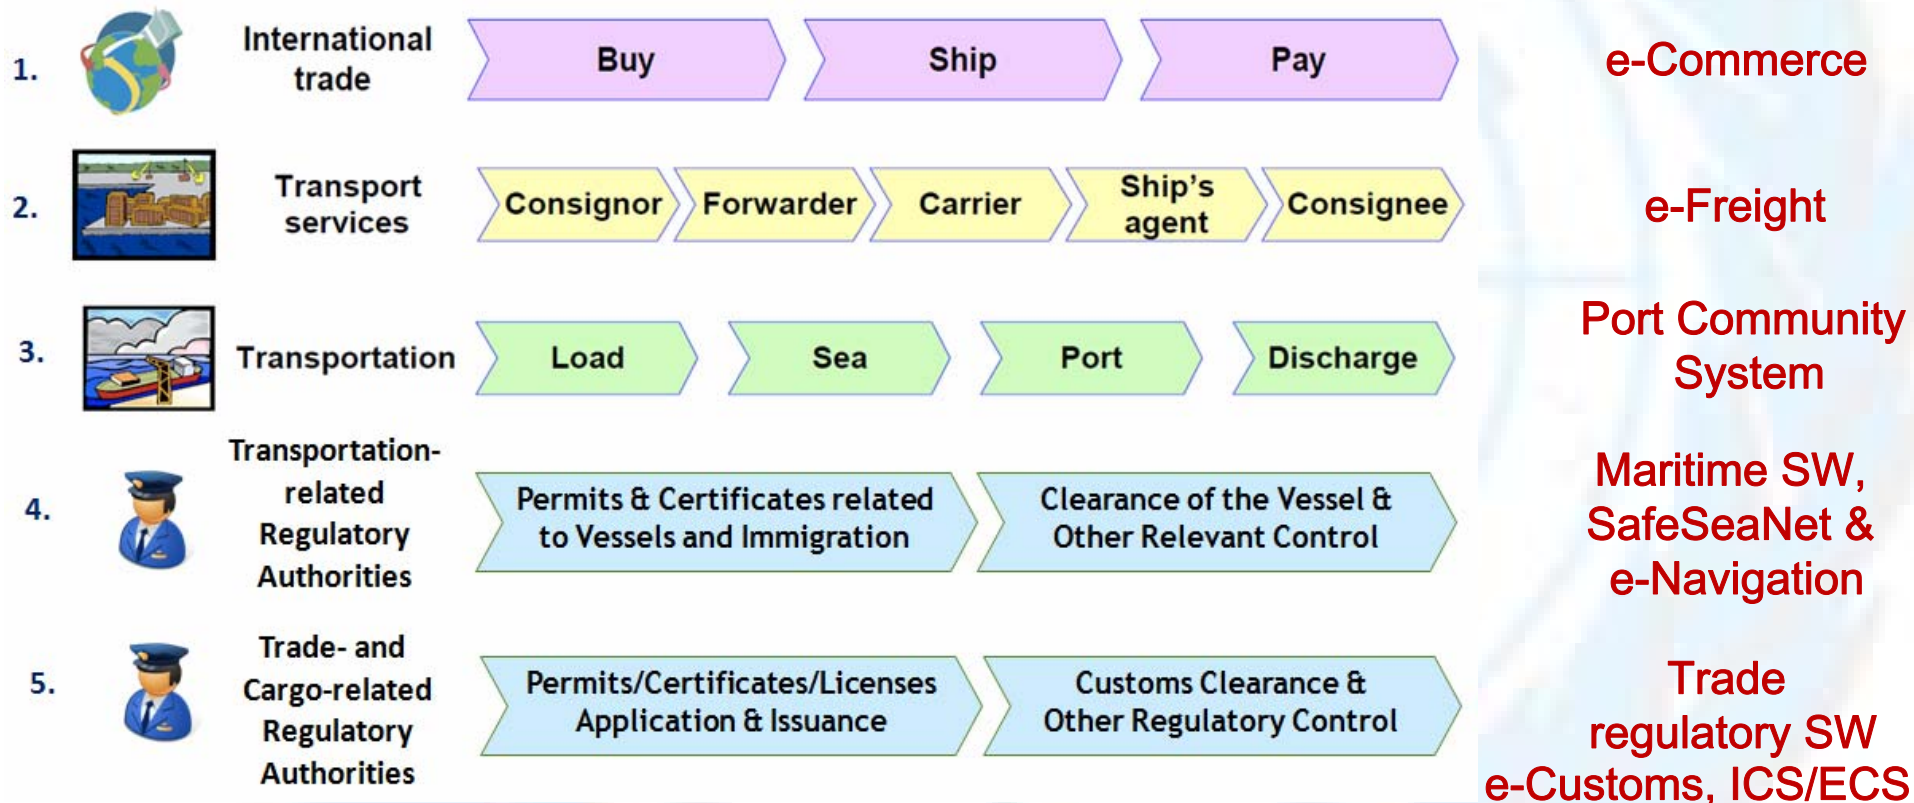 1.
International
trade
Buy
Ship
Pay
e-Commerce
2.
Transport
services
Consignor
Forwarder
Carrier
Ship's
agent
Consignee
e-Freight
3.
Transportation
Load
Sea
Port
Discharge
Port Community
System
4.
Transportation-
related
Regulatory
Authorities
Permits & Certificates related
to Vessels and Immigration
Clearance of the Vessel &
Other Relevant Control
Maritime SW,
SafeSeaNet &
e-Navigation
5.
Trade- and
Cargo-related
Regulatory
Authorities
Permits/Certificates/Licenses
Application & Issuance
Customs Clearance &
Other Regulatory Control
Trade
regulatory SW
e-Customs, ICS/ECS